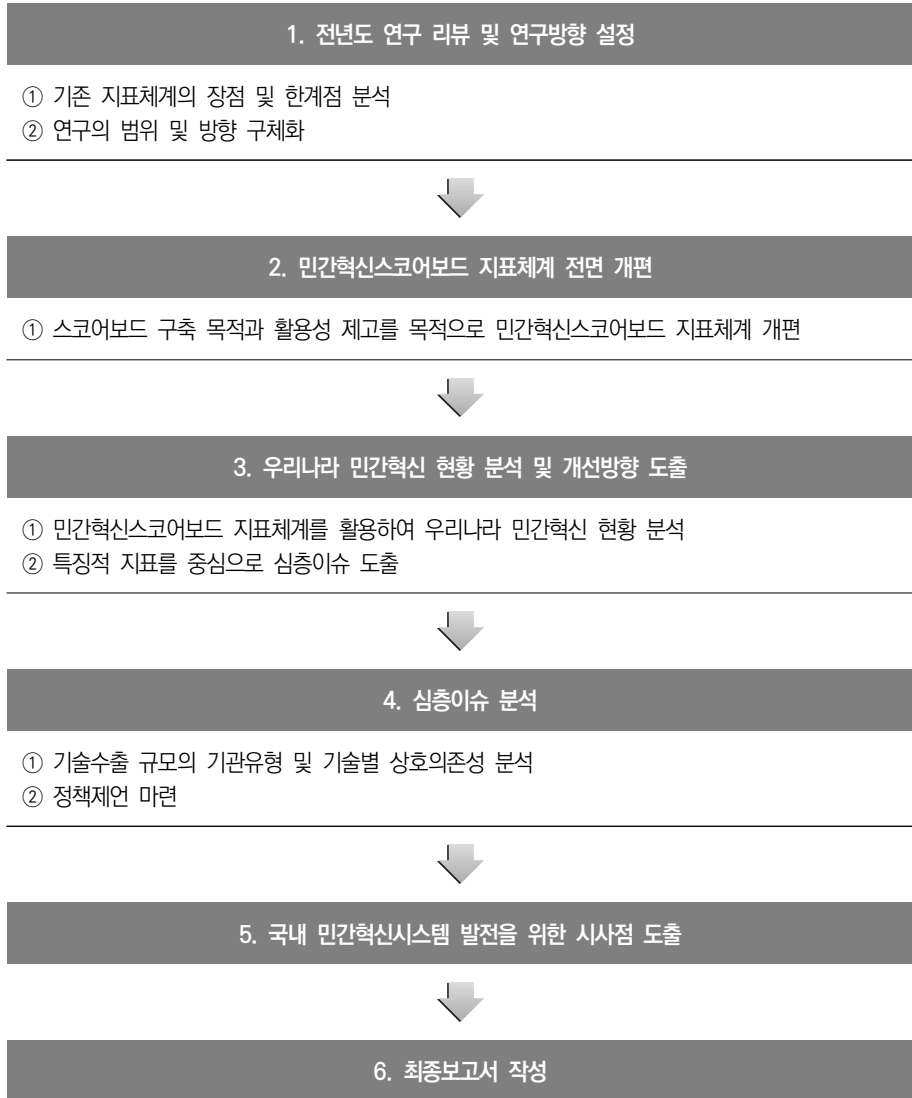 1. 전년도 연구 리뷰 및 연구방향 설정
① 기존 지표체계의 장점 및 한계점 분석
② 연구의 범위 및 방향 구체화
2. 민간혁신스코어보드 지표체계 전면 개편
① 스코어보드 구축 목적과 활용성 제고를 목적으로 민간혁신스코어보드 지표체계 개편
3. 우리나라 민간혁신 현황 분석 및 개선방향 도출
① 민간혁신스코어보드 지표체계를 활용하여 우리나라 민간혁신 현황 분석
② 특징적 지표를 중심으로 심층이슈 도출
4. 심층이슈 분석
① 기술수출 규모의 기관유형 및 기술별 상호의존성 분석
② 정책제언 마련
5. 국내 민간혁신시스템 발전을 위한 시사점 도출
6. 최종보고서 작성